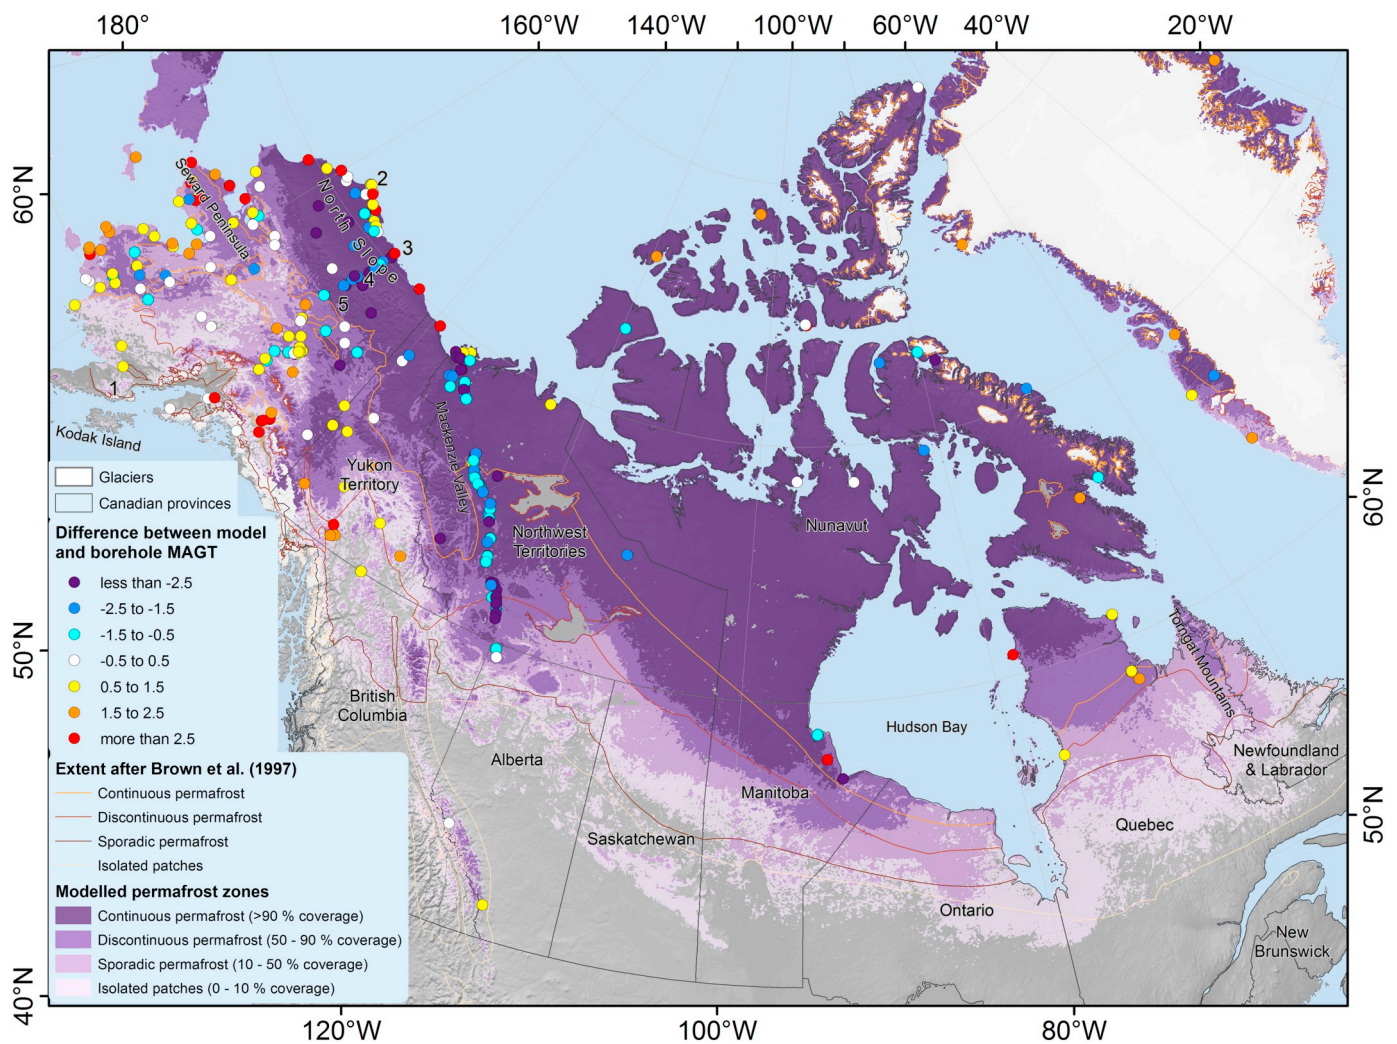 180°
160°W
140°W
100°W
60°W
40°W
20°W
60°N
50°N
40°N
60°N
50°N
120°W
100°W
80°W
Seward Peninsula
North Slope
2
3
4
5
1
Kodak Island
Mackenzie Valley
Yukon
Territory
Northwest
Territories
Nunavut
British
Columbia
Alberta
Saskatchewan
Manitoba
Hudson Bay
Ontario
Quebec
Torngat Mountains
Newfoundland
& Labrador
New
Brunswick
Glaciers
Canadian provinces
Difference between model
and borehole MAGT
less than -2.5
-2.5 to -1.5
-1.5 to -0.5
-0.5 to 0.5
0.5 to 1.5
1.5 to 2.5
more than 2.5
Extent after Brown et al. (1997)
Continuous permafrost
Discontinuous permafrost
Sporadic permafrost
Isolated patches
Modelled permafrost zones
Continuous permafrost (>90 % coverage)
Discontinuous permafrost (50 - 90 % coverage)
Sporadic permafrost (10 - 50 % coverage)
Isolated patches (0 - 10 % coverage)